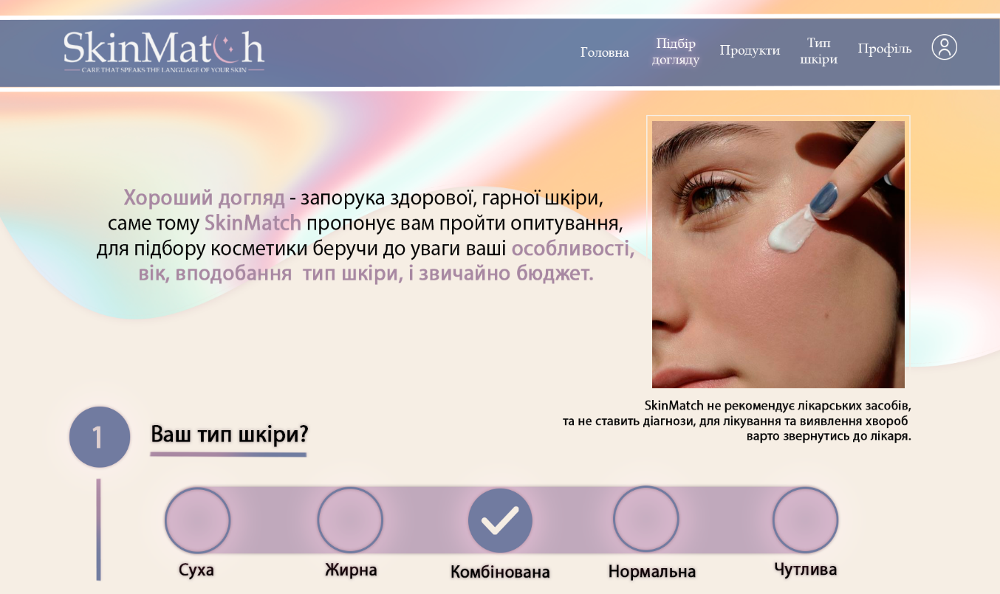 SkinMatch
CARE THAT SPEAKS THE LANGUAGE OF YOUR SKIN
Головна
Підбір
догляду
Продукти
Тип
шкіри
Профіль
Хороший догляд - запорука здорової, гарної шкіри,
саме тому SkinMatch пропонує вам пройти опитування,
для підбору косметики беручи до уваги ваші особливості,
вік, вподобання  тип шкіри, і звичайно бюджет.
SkinMatch не рекомендує лікарських засобів,
та не ставить діагнози, для лікування та виявлення хвороб
варто звернутись до лікаря.
1
Ваш тип шкіри?
Суха
Жирна
Комбінована
Нормальна
Чутлива